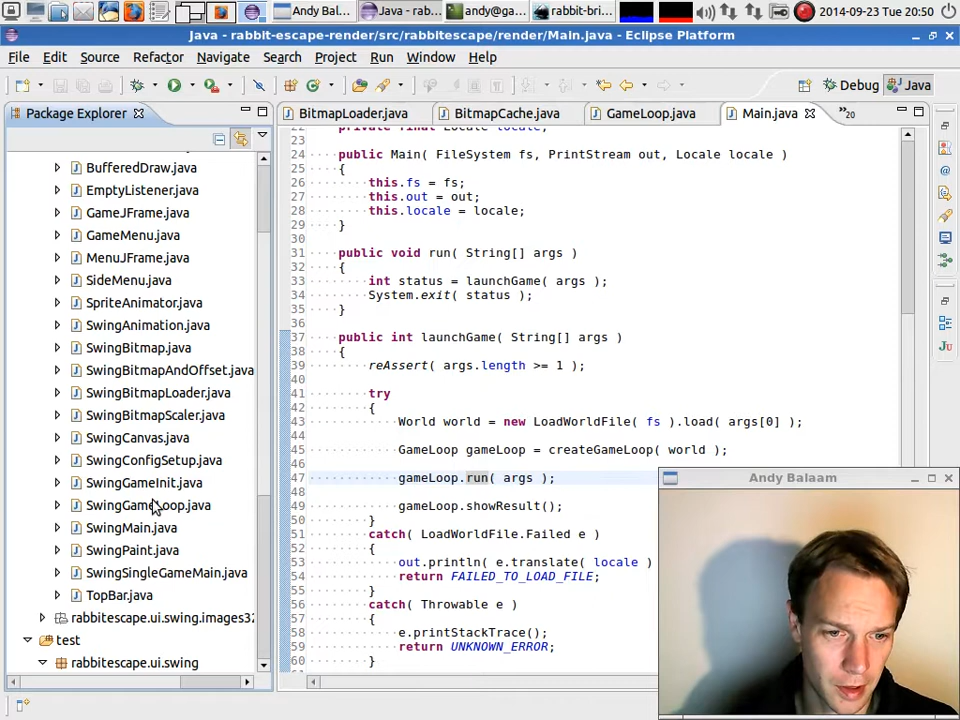 Andy Bal...
Java - rab...
andy@ga...
rabbit-bri...
2014-09-23 Tue 20:50
Java - rabbit-escape-render/src/rabbitescape/render/Main.java - Eclipse Platform
File Edit Source Refactor Navigate Search Project Run Window Help
Debug Java
Package Explorer
BufferedDraw.java
EmptyListener.java
GameJFrame.java
GameMenu.java
MenuJFrame.java
SideMenu.java
SpriteAnimator.java
SwingAnimation.java
SwingBitmap.java
SwingBitmapAndOffset.java
SwingBitmapLoader.java
SwingBitmapScaler.java
SwingCanvas.java
SwingConfigSetup.java
SwingGameInit.java
SwingGameLoop.java
SwingMain.java
SwingPaint.java
SwingSingleGameMain.java
TopBar.java
rabbitescape.ui.swing.images32
test
rabbitescape.ui.swing
BitmapLoader.java BitmapCache.java GameLoop.java Main.java »20
22 private final Locale locale;
23
24 public Main( FileSystem fs, PrintStream out, Locale locale )
25 {
26 this.fs = fs;
27 this.out = out;
28 this.locale = locale;
29 }
30
31 public void run( String[] args )
32 {
33 int status = launchGame( args );
34 System.exit( status );
35 }
36
37 public int launchGame( String[] args )
38 {
39 reAssert( args.length >= 1 );
40
41 try
42 {
43 World world = new LoadWorldFile( fs ).load( args[0] );
44
45 GameLoop gameLoop = createGameLoop( world );
46
47 gameLoop.run( args );
48
49 gameLoop.showResult();
50 }
51 catch( LoadWorldFile.Failed e )
52 {
53 out.println( e.translate( locale )
54 return FAILED_TO_LOAD_FILE;
55 }
56 catch( Throwable e )
57 {
58 e.printStackTrace();
59 return UNKNOWN_ERROR;
60 }
Andy Balaam